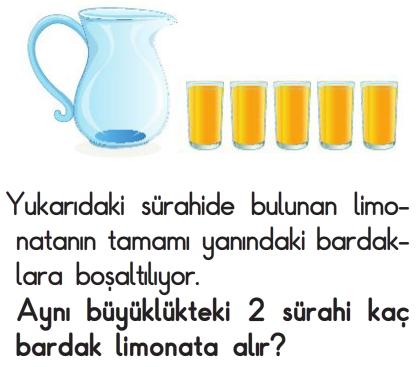 Yukarıdaki sürahide bulunan limo-
natanın tamamı yanındaki bardak-
lara boşaltılıyor.
Aynı büyüklükteki 2 sürahi kaç
bardak limonata alır?